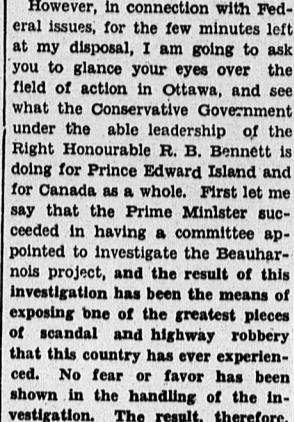 However, in connection with Fed-
eral issues, for the few minutes left
at my disposal, I am going to ask
you to glance your eyes over the
field of action in Ottawa, and see
what the Conservative Government
under the able leadership of the
Right Honourable R. B. Bennett is
doing for Prince Edward Island and
for Canada as a whole. First let me
say that the Prime Minister suc-
ceeded in having a committee ap-
pointed to investigate the Beauhar-
nois project, and the result of this
investigation has been the means of
exposing one of the greatest pieces
of scandal and highway robbery
that this country has ever experien-
ced. No fear or favor has been
shown in the handling of the in-
vestigation. The result, therefore,